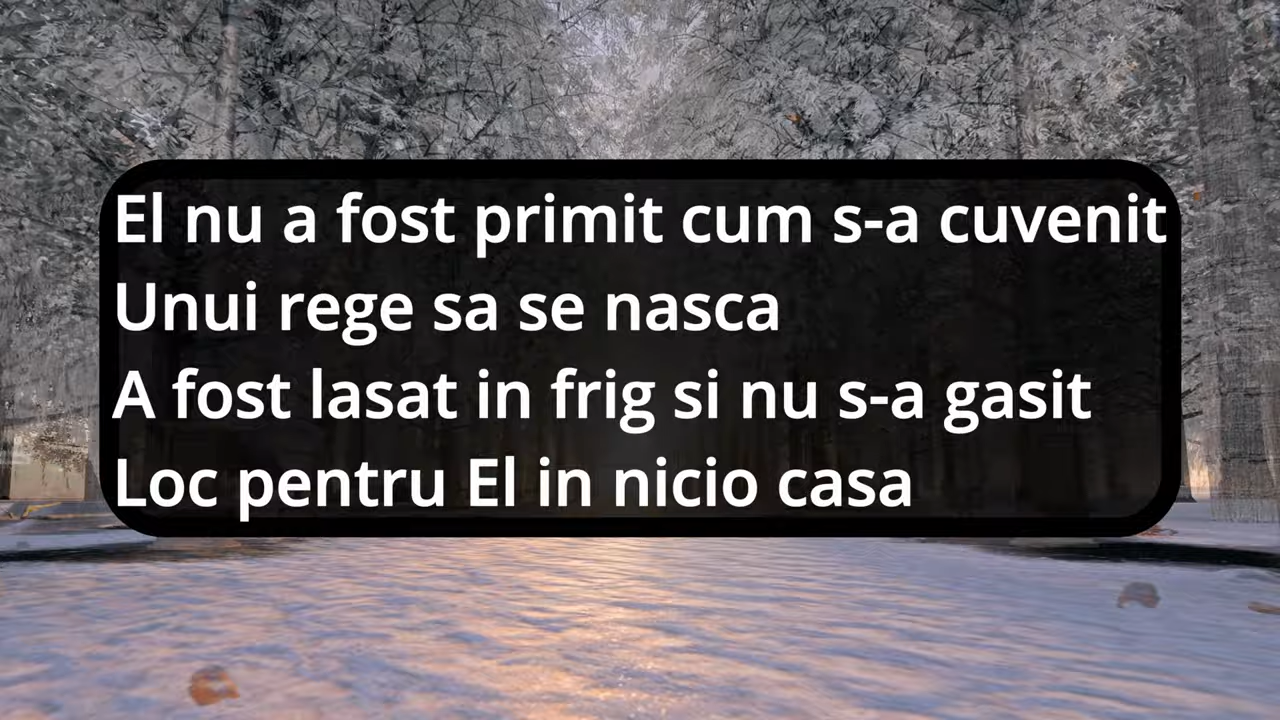 El nu a fost primit cum s-a cuvenit
Unui rege sa se nasca
A fost lasat in frig si nu s-a gasit
Loc pentru El in nicio casa